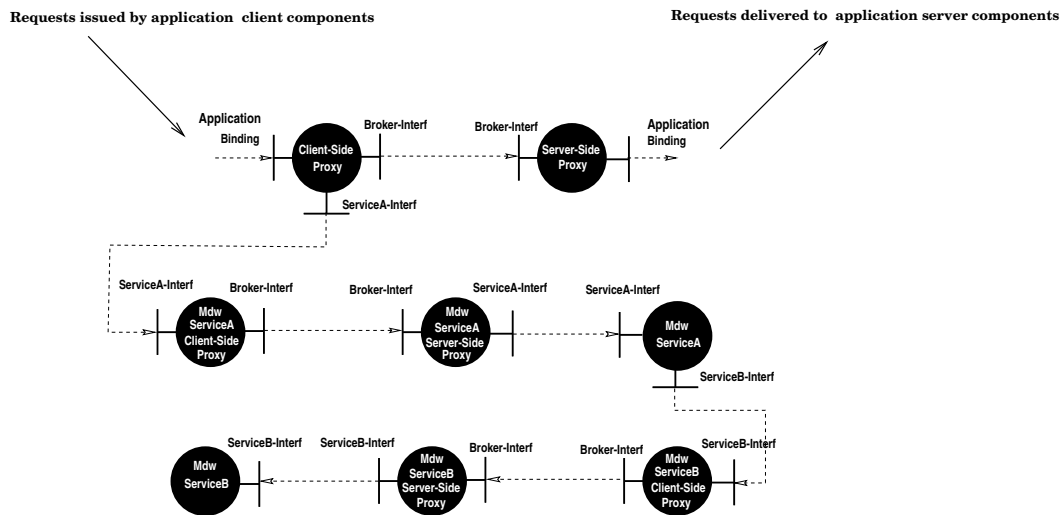 Requests issued by application client components
Requests delivered to application server components
Application
Binding
Client-Side
Proxy
Broker-Interf
Broker-Interf
Server-Side
Proxy
Application
Binding
ServiceA-Interf
ServiceA-Interf
Mdw
ServiceA
Client-Side
Proxy
Broker-Interf
Broker-Interf
Mdw
ServiceA
Server-Side
Proxy
ServiceA-Interf
ServiceA-Interf
Mdw
ServiceA
ServiceB-Interf
Mdw
ServiceB
ServiceB-Interf
ServiceB-Interf
Mdw
ServiceB
Server-Side
Proxy
Broker-Interf
Broker-Interf
Mdw
ServiceB
Client-Side
Proxy
ServiceB-Interf